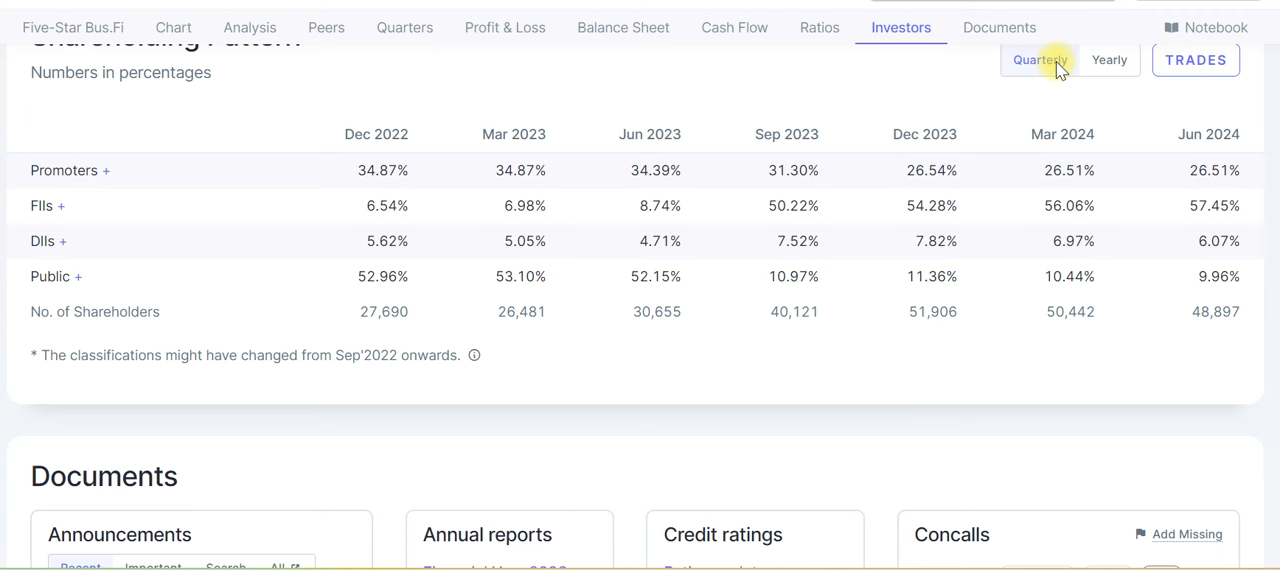 Five-Star Bus.Fi Chart Analysis Peers Quarters Profit & Loss Balance Sheet Cash Flow Ratios Investors Documents Notebook
Shareholding Pattern
Numbers in percentages
Quarterly Yearly TRADES
Dec 2022 Mar 2023 Jun 2023 Sep 2023 Dec 2023 Mar 2024 Jun 2024
Promoters + 34.87% 34.87% 34.39% 31.30% 26.54% 26.51% 26.51%
FIIs + 6.54% 6.98% 8.74% 50.22% 54.28% 56.06% 57.45%
DIIs + 5.62% 5.05% 4.71% 7.52% 7.82% 6.97% 6.07%
Public + 52.96% 53.10% 52.15% 10.97% 11.36% 10.44% 9.96%
No. of Shareholders 27,690 26,481 30,655 40,121 51,906 50,442 48,897
* The classifications might have changed from Sep'2022 onwards.
Documents
Announcements
Recent Important Search All
Annual reports
Credit ratings
Concalls Add Missing